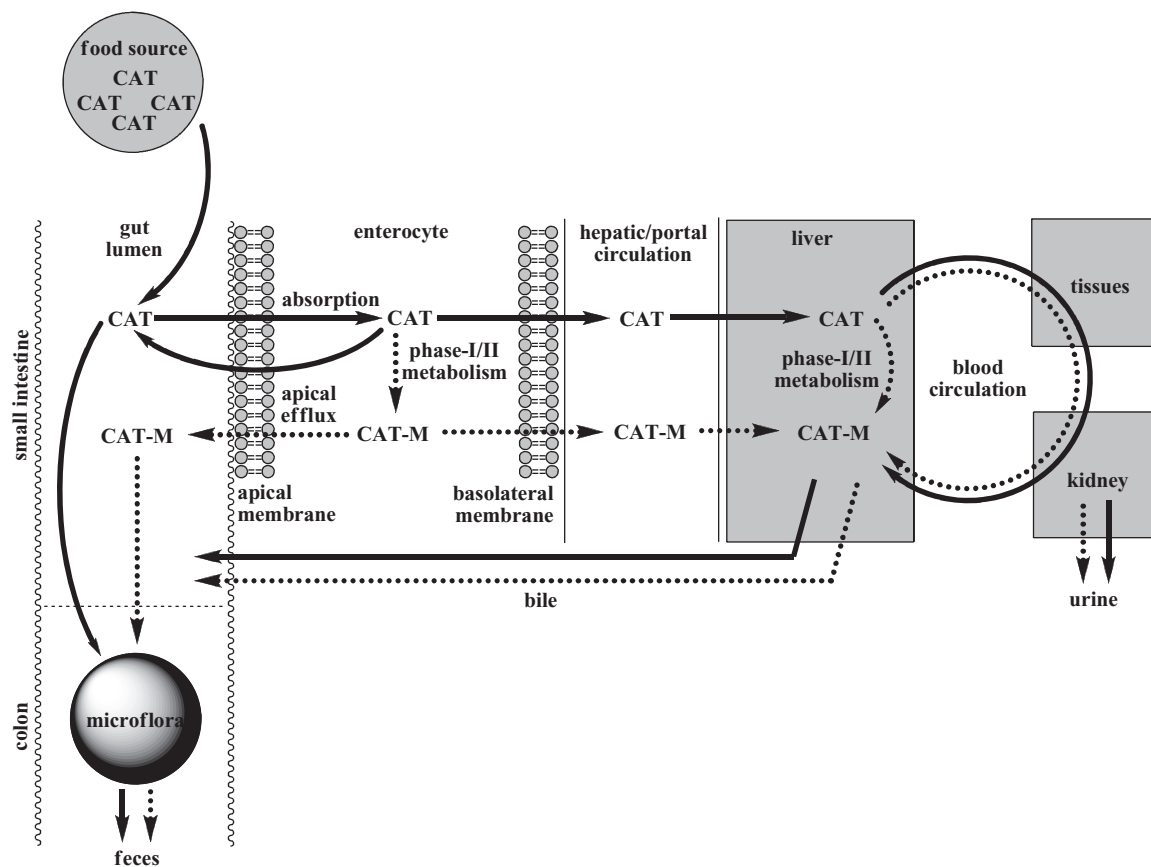 food source
CAT
CAT CAT
CAT
gut
lumen
enterocyte
hepatic/portal
circulation
liver
tissues
small intestine
CAT
absorption
CAT
CAT
CAT
phase-I/II
metabolism
phase-I/II
metabolism
blood
circulation
apical
efflux
CAT-M
CAT-M
CAT-M
CAT-M
apical
membrane
basolateral
membrane
kidney
bile
urine
colon
microflora
feces